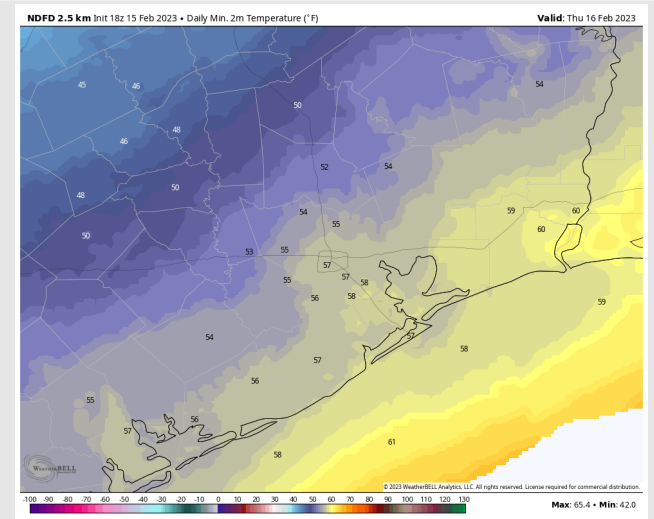 NDFD 2.5 km Init 18z 15 Feb 2023 • Daily Min. 2m Temperature (°F) Valid: Thu 16 Feb 2023
45 46 54
50
46 48
52 54
48 50
54 59 60
55 60
50
53 55
57
55 57 58
56 58 59
54 57
58
57
56
55
56
57
61
58
WeatherBELL
© 2023 WeatherBELL Analytics, LLC. All rights reserved. License required for commercial distribution.
-100 -90 -80 -70 -60 -50 -40 -30 -20 -10 0 10 20 30 40 50 60 70 80 90 100 110 120 130
Max: 65.4 • Min: 42.0